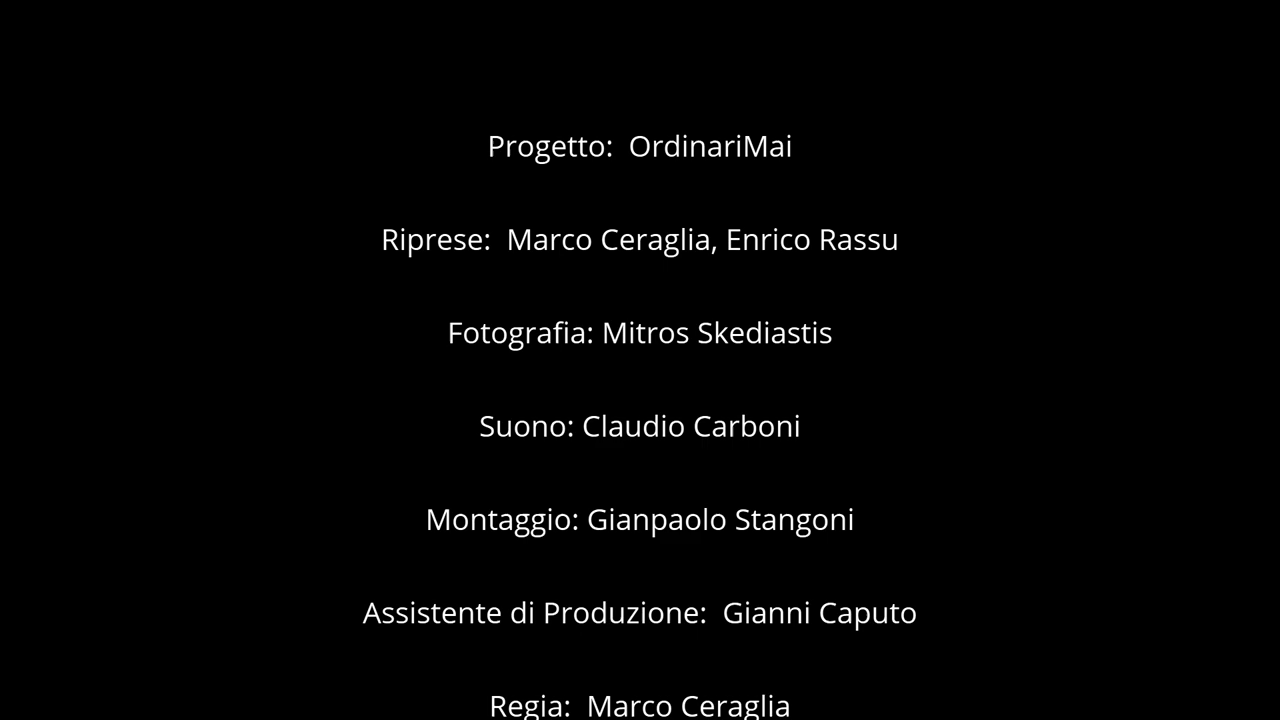 Progetto:  OrdinariMai
Riprese:  Marco Ceraglia, Enrico Rassu
Fotografia: Mitros Skediastis
Suono: Claudio Carboni
Montaggio: Gianpaolo Stangoni
Assistente di Produzione:  Gianni Caputo
Regia:  Marco Ceraglia